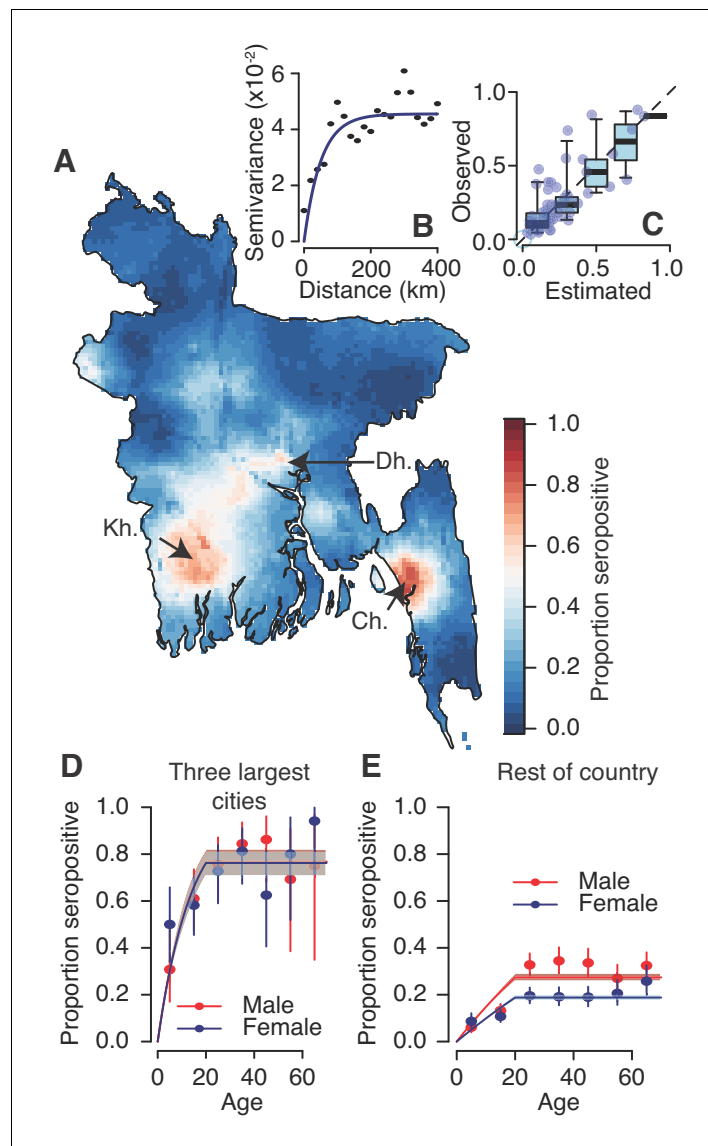 A
Kh.
Dh.
Ch.
B
Semivariance (x10⁻²)
6
4
2
0
0 200 400
Distance (km)
C
Observed
1.0
0.5
0.0
0.0 0.5 1.0
Estimated
Proportion seropositive
1.0
0.8
0.6
0.4
0.2
0.0
D
Three largest
cities
Proportion seropositive
1.0
0.8
0.6
0.4
0.2
0.0
Male
Female
0 20 40 60
Age
E
Rest of country
Proportion seropositive
1.0
0.8
0.6
0.4
0.2
0.0
Male
Female
0 20 40 60
Age